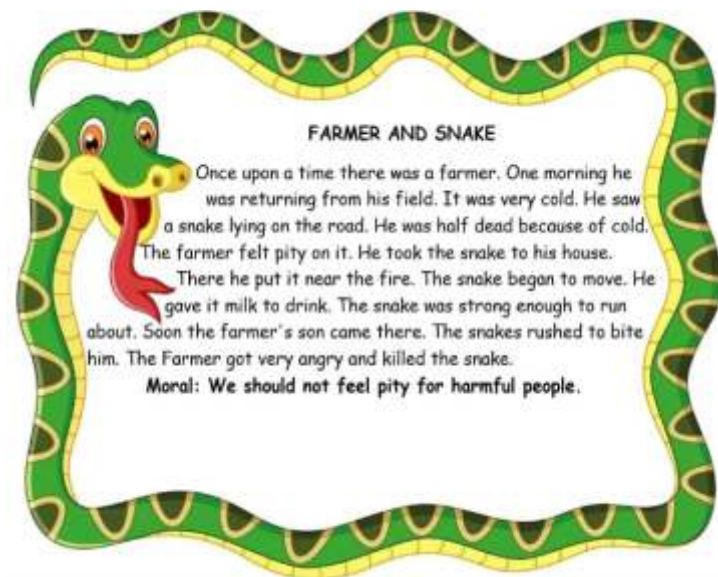 FARMER AND SNAKE
Once upon a time there was a farmer. One morning he
was returning from his field. It was very cold. He saw
a snake lying on the road. He was half dead because of cold.
The farmer felt pity on it. He took the snake to his house.
There he put it near the fire. The snake began to move. He
gave it milk to drink. The snake was strong enough to run
about. Soon the farmer´s son came there. The snakes rushed to bite
him. The Farmer got very angry and killed the snake.
Moral: We should not feel pity for harmful people.